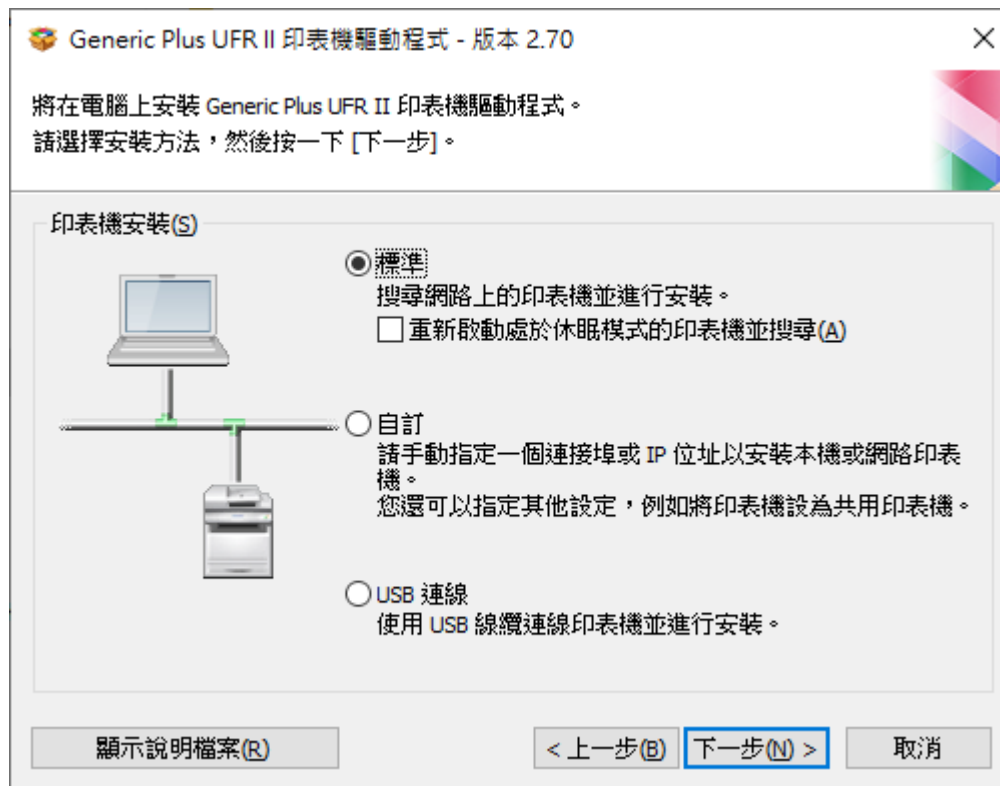 Generic Plus UFR II 印表機驅動程式 - 版本 2.70
將在電腦上安裝 Generic Plus UFR II 印表機驅動程式。
請選擇安裝方法，然後按一下 [下一步]。
印表機安裝(S)
標準
搜尋網路上的印表機並進行安裝。
重新啟動處於休眠模式的印表機並搜尋(A)
自訂
請手動指定一個連接埠或 IP 位址以安裝本機或網路印表
機。
您還可以指定其他設定，例如將印表機設為共用印表機。
USB 連線
使用 USB 線纜連線印表機並進行安裝。
顯示說明檔案(R)
< 上一步(B)
下一步(N) >
取消